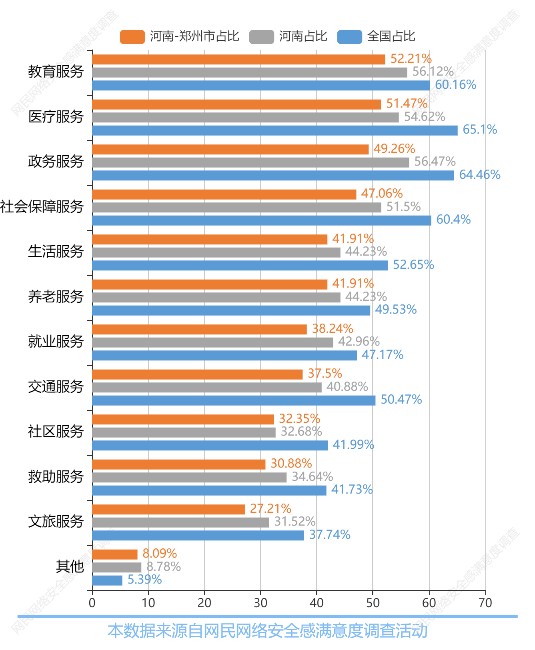 河南-郑州市占比 河南占比 全国占比
教育服务 52.21% 56.12% 60.16%
医疗服务 51.47% 54.62% 65.1%
政务服务 49.26% 56.47% 64.46%
社会保障服务 47.06% 51.5% 60.4%
生活服务 41.91% 44.23% 52.65%
养老服务 41.91% 44.23% 49.53%
就业服务 38.24% 42.96% 47.17%
交通服务 37.5% 40.88% 50.47%
社区服务 32.35% 32.68% 41.99%
救助服务 30.88% 34.64% 41.73%
文旅服务 27.21% 31.52% 37.74%
其他 8.09% 8.78% 5.39%
0 10 20 30 40 50 60 70
本数据来源自网民网络安全感满意度调查活动